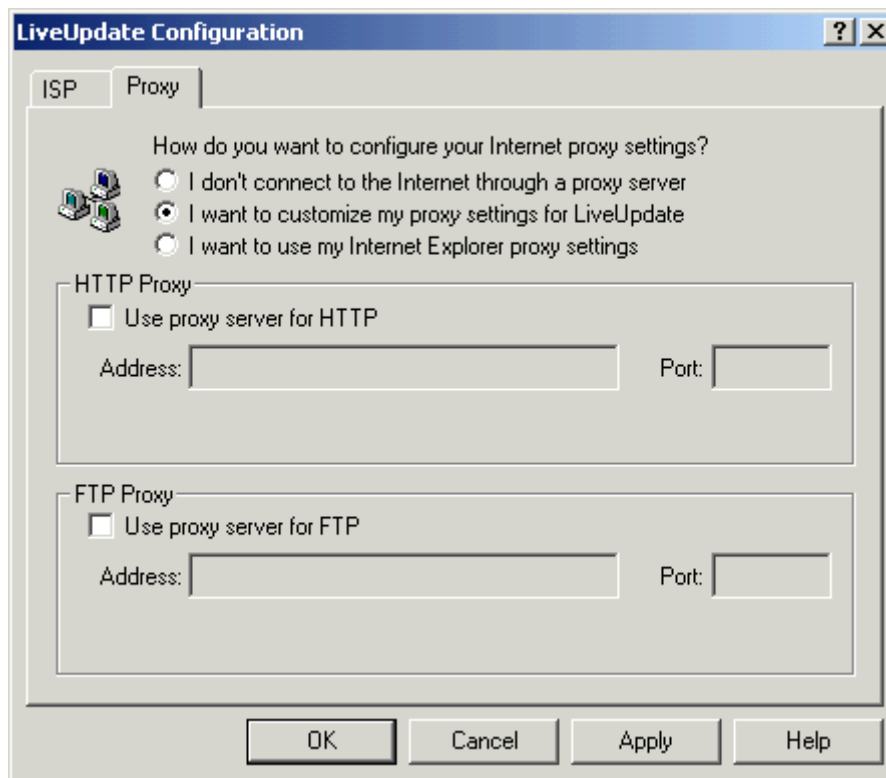 LiveUpdate Configuration
ISP Proxy
How do you want to configure your Internet proxy settings?
I don't connect to the Internet through a proxy server
I want to customize my proxy settings for LiveUpdate
I want to use my Internet Explorer proxy settings
HTTP Proxy
Use proxy server for HTTP
Address: Port:
FTP Proxy
Use proxy server for FTP
Address: Port:
OK Cancel Apply Help